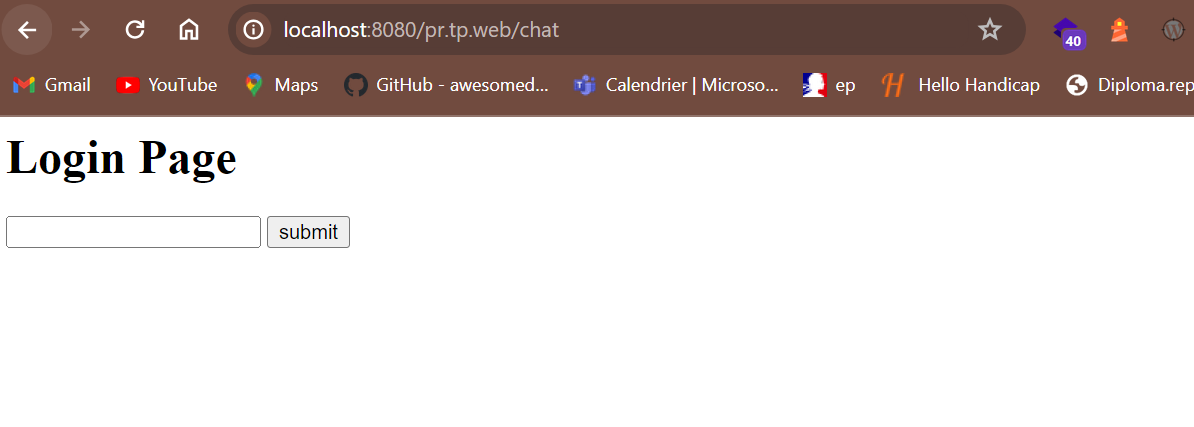 localhost:8080/pr.tp.web/chat
40
Gmail YouTube Maps GitHub - awesomed... Calendrier | Microso... ep Hello Handicap Diploma.rep
Login Page
submit